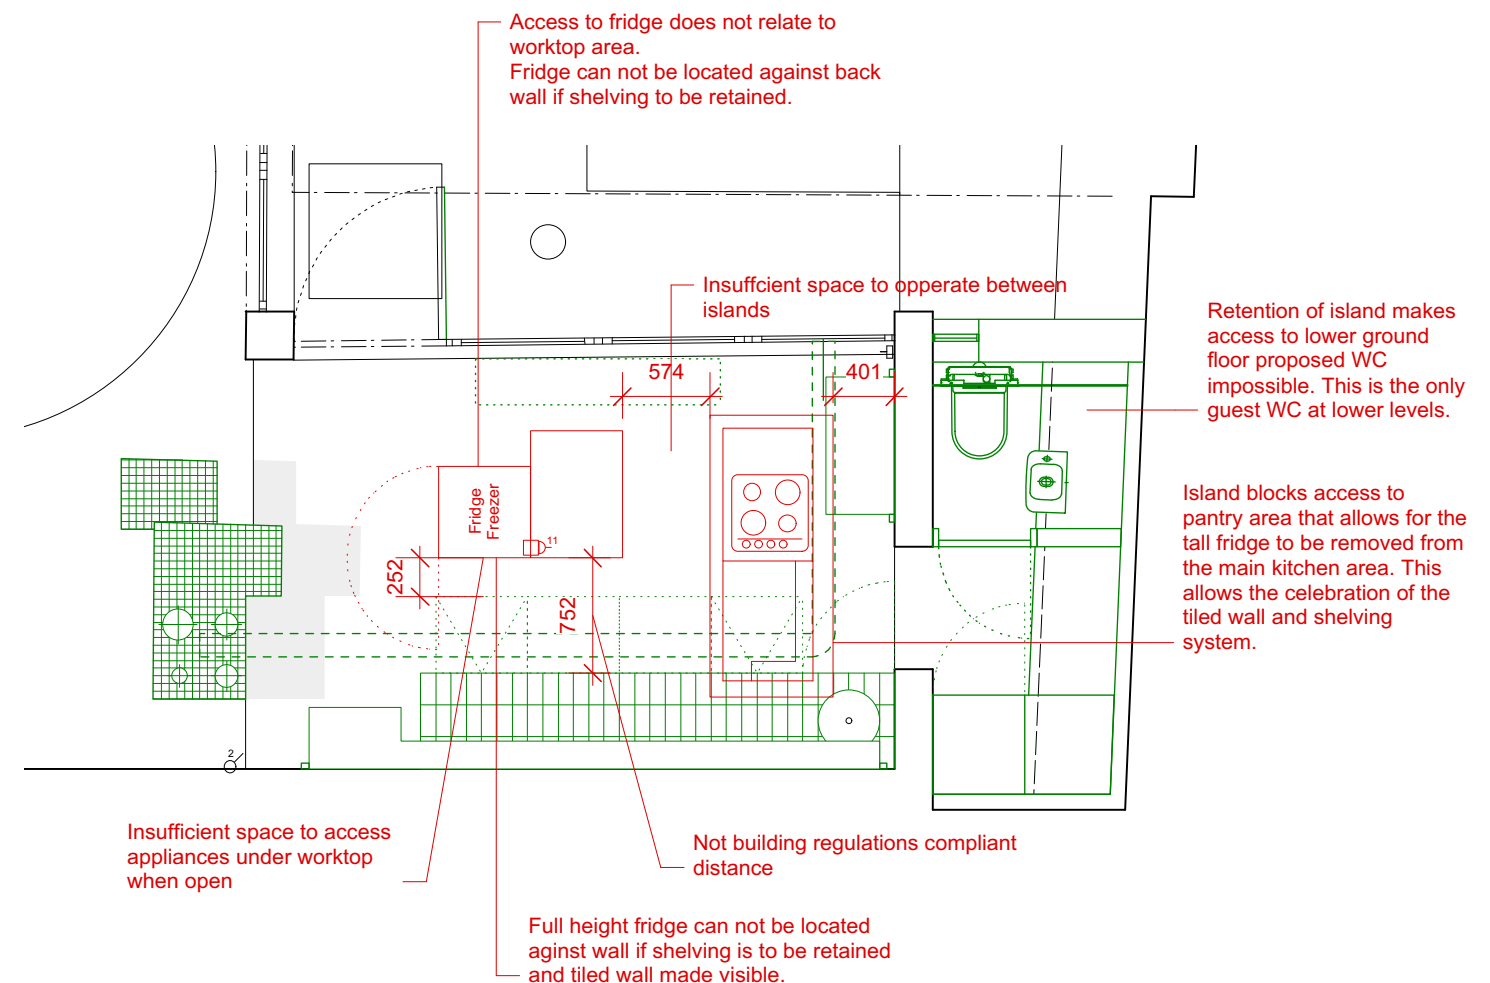 Access to fridge does not relate to
worktop area.
Fridge can not be located against back
wall if shelving to be retained.
Insuffcient space to opperate between
islands
Retention of island makes
access to lower ground
floor proposed WC
impossible. This is the only
guest WC at lower levels.
574
401
Island blocks access to
pantry area that allows for the
tall fridge to be removed from
the main kitchen area. This
allows the celebration of the
tiled wall and shelving
system.
Fridge
Freezer
11
252
752
2
Insufficient space to access
appliances under worktop
when open
Not building regulations compliant
distance
Full height fridge can not be located
aginst wall if shelving is to be retained
and tiled wall made visible.